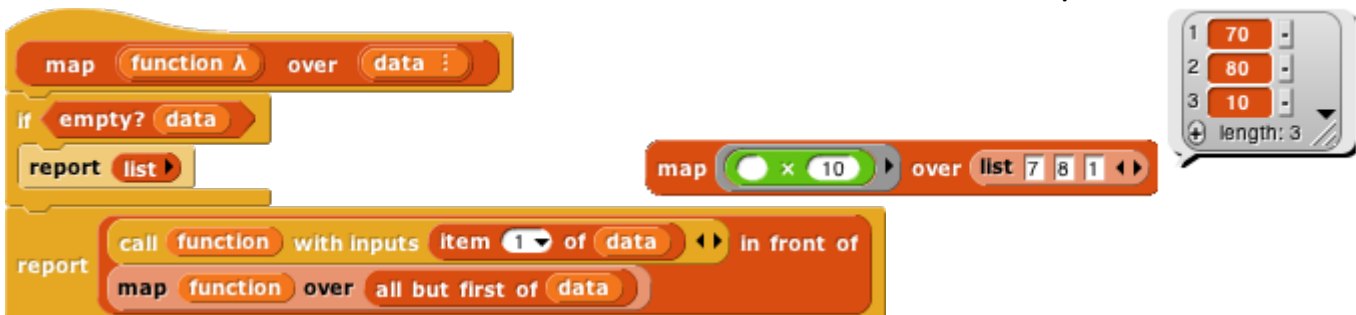 map function λ over data ⋮
if empty? data
report list
report call function with inputs item 1 of data in front of
map function over all but first of data
map × 10 over list 7 8 1
1 70 -
2 80 -
3 10 -
+ length: 3